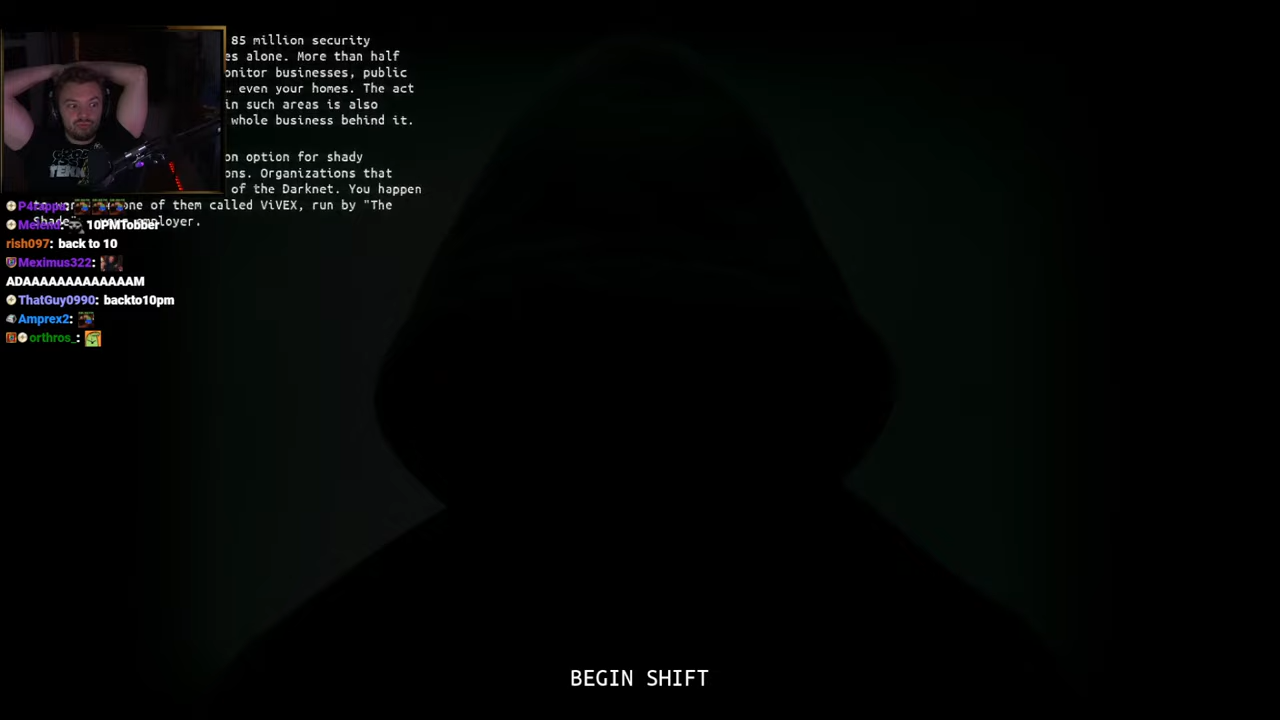 85 million security
es alone. More than half
onitor businesses, public
… even your homes. The act
in such areas is also
whole business behind it.
on option for shady
ons. Organizations that
of the Darknet. You happen
one of them called ViVEX, run by "The
employer.
10PMTobber
rish097: back to 10
Meximus322:
ADAAAAAAAAAAAAM
ThatGuy0990: backto10pm
Amprex2:
orthros_:
BEGIN SHIFT